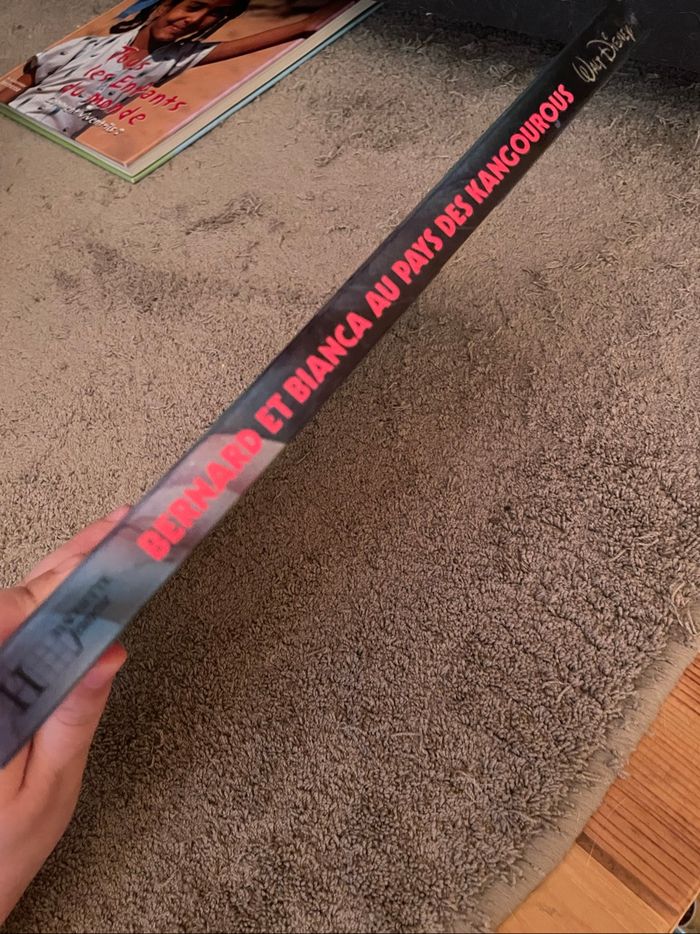 Tous
les Enfants
du monde
BERNARD ET BIANCA AU PAYS DES KANGOUROUS
WALT DISNEY
H